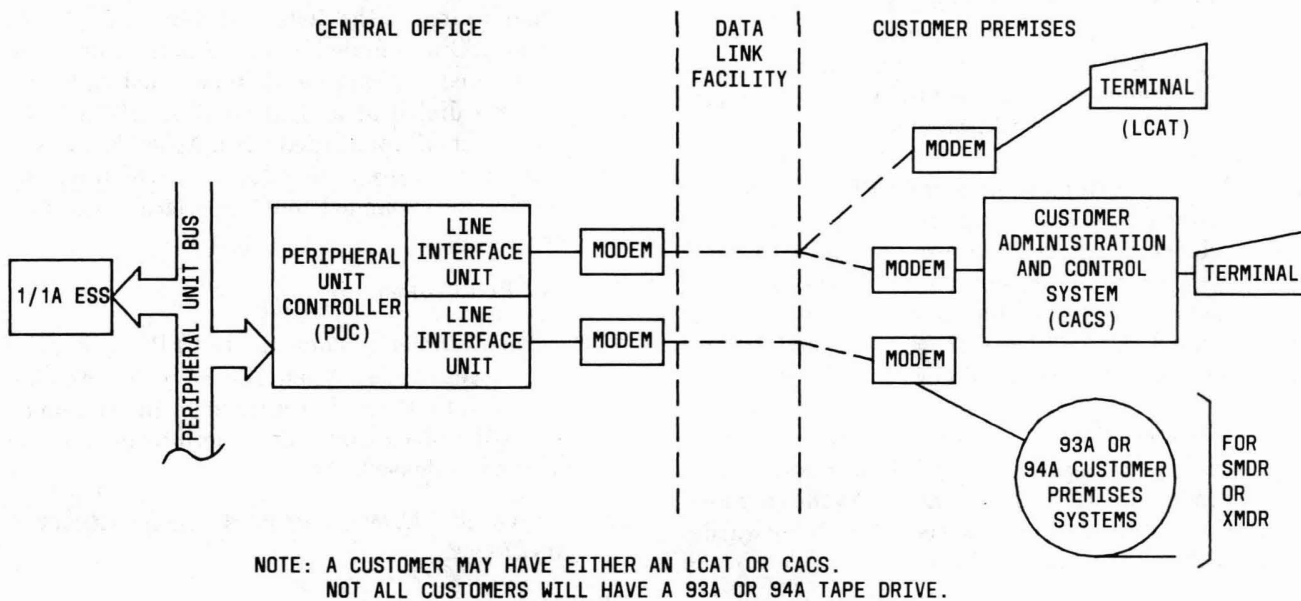 CENTRAL OFFICE
DATA
LINK
FACILITY
CUSTOMER PREMISES
TERMINAL
(LCAT)
MODEM
1/1A ESS
PERIPHERAL UNIT BUS
PERIPHERAL
UNIT
CONTROLLER
(PUC)
LINE
INTERFACE
UNIT
LINE
INTERFACE
UNIT
MODEM
MODEM
MODEM
CUSTOMER
ADMINISTRATION
AND CONTROL
SYSTEM
(CACS)
TERMINAL
MODEM
93A OR
94A CUSTOMER
PREMISES
SYSTEMS
FOR
SMDR
OR
XMDR
NOTE: A CUSTOMER MAY HAVE EITHER AN LCAT OR CACS.
NOT ALL CUSTOMERS WILL HAVE A 93A OR 94A TAPE DRIVE.